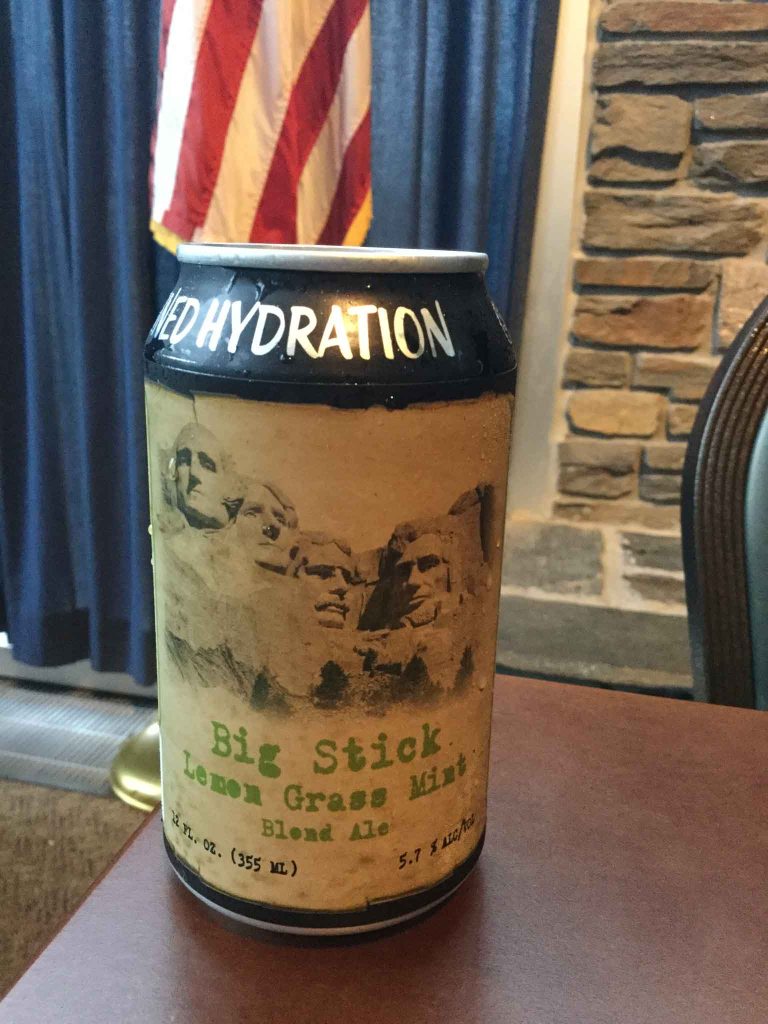 HYDRATION
Big Stick
Lemon Grass Mint
Blond Ale
12 FL. OZ. (355 ML)
5.7 % ALC/VOL